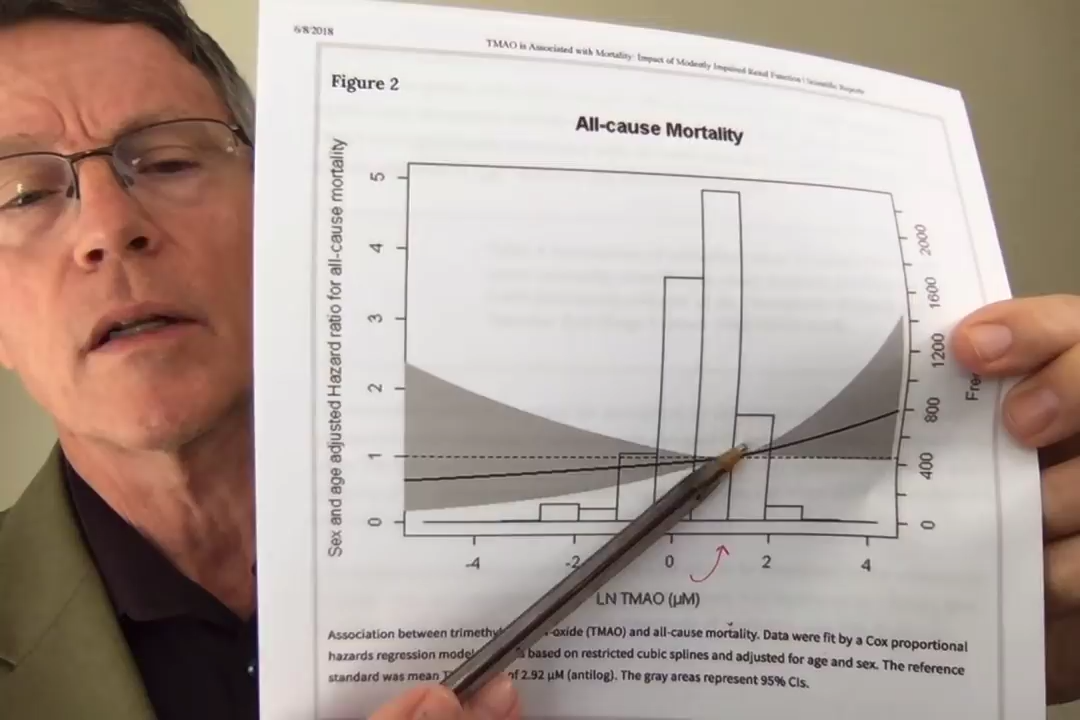 6/8/2018
TMAO is Associated with Mortality: Impact of Modestly Impaired Renal Function | Scientific Reports
Figure 2
All-cause Mortality
Sex and age adjusted Hazard ratio for all-cause mortality
5
4
3
2
1
0
2000
1600
1200
800
400
0
Fre
-4
-2
0
2
4
LN TMAO (µM)
Association between trimethy -oxide (TMAO) and all-cause mortality. Data were fit by a Cox proportional
hazards regression model based on restricted cubic splines and adjusted for age and sex. The reference
standard was mean of 2.92 µM (antilog). The gray areas represent 95% CIs.